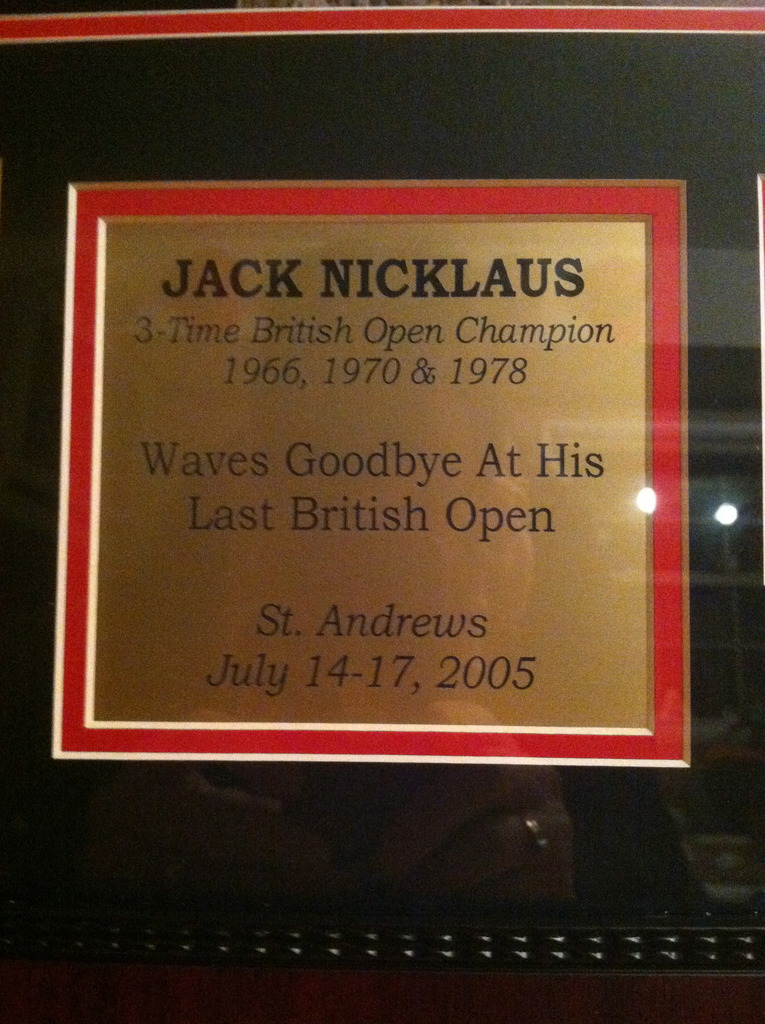 JACK NICKLAUS
3-Time British Open Champion
1966, 1970 & 1978
Waves Goodbye At His
Last British Open
St. Andrews
July 14-17, 2005